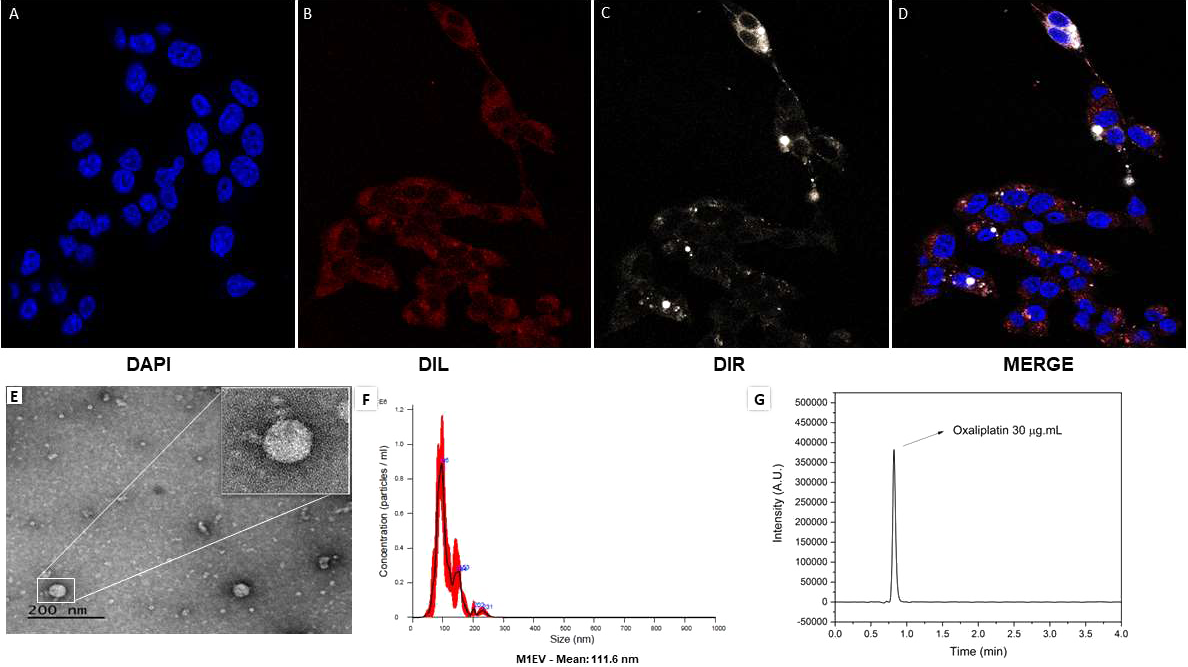 A
B
C
D
DAPI
DIL
DIR
MERGE
E
200 nm
F
E6
Concentration (particles / ml)
1.2
1.0
0.8
0.6
0.4
0.2
0
0 100 200 300 400 500 600 700 800 900 1000
Size (nm)
M1EV - Mean: 111.6 nm
G
Intensity (A.U.)
500000
450000
400000
350000
300000
250000
200000
150000
100000
50000
0
-50000
Oxaliplatin 30 µg.mL
0.0 0.5 1.0 1.5 2.0 2.5 3.0 3.5 4.0
Time (min)